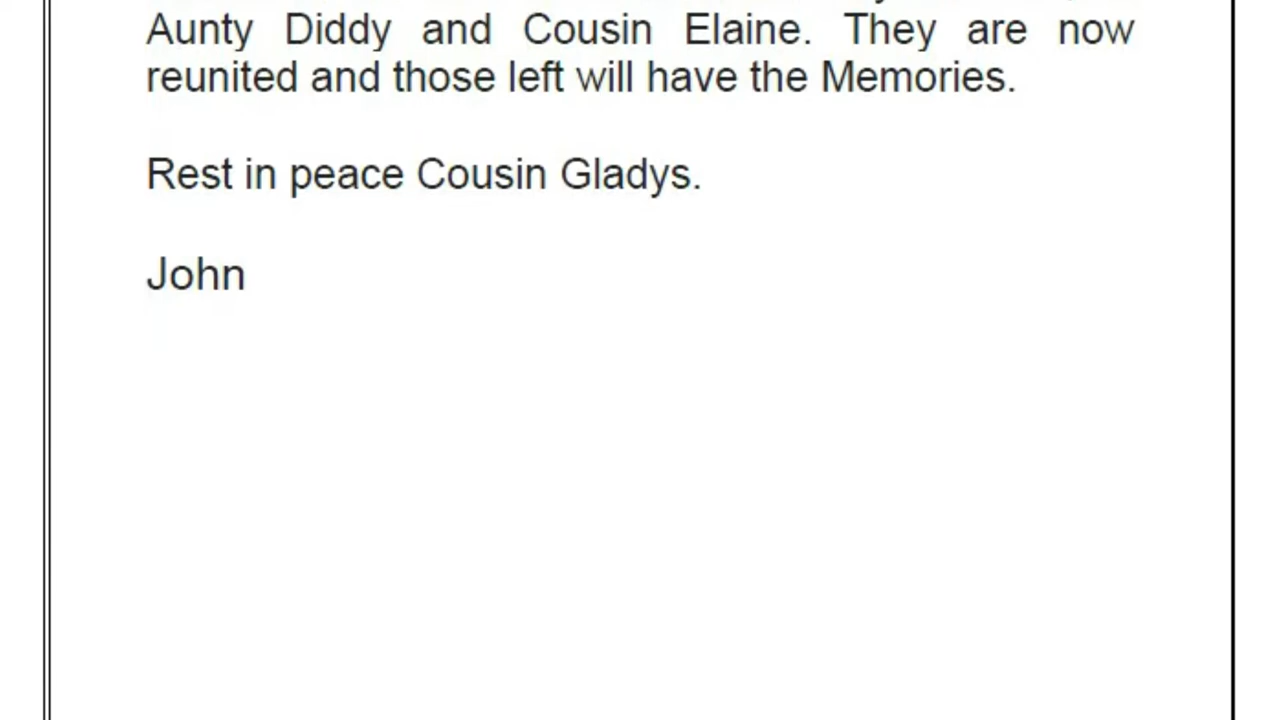 Aunty Diddy and Cousin Elaine. They are now
reunited and those left will have the Memories.
Rest in peace Cousin Gladys.
John